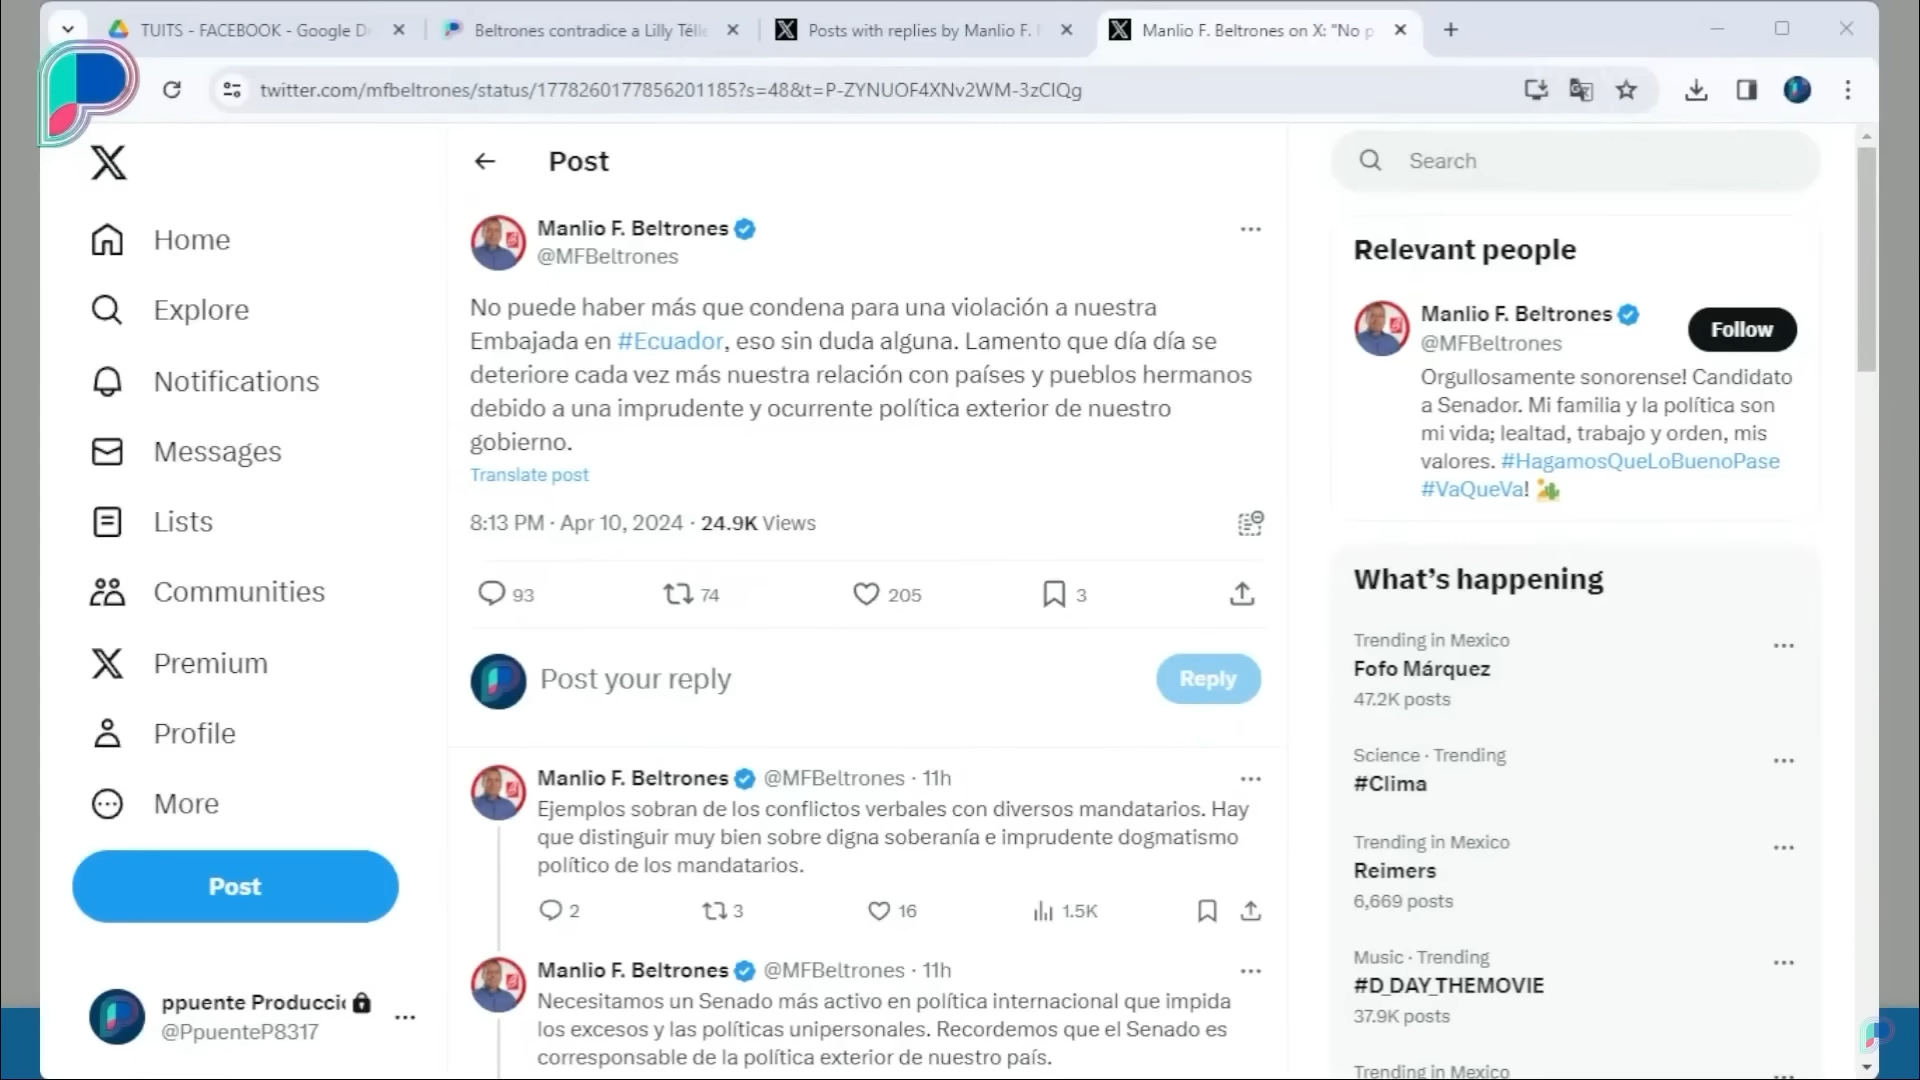 TUITS - FACEBOOK - Google D
Beltrones contradice a Lilly Télle
Posts with replies by Manlio F.
Manlio F. Beltrones on X: "No p
twitter.com/mfbeltrones/status/1778260177856201185?s=48&t=P-ZYNUOF4XNv2WM-3zCIQg
Home
Explore
Notifications
Messages
Lists
Communities
Premium
Profile
More
Post
ppuente Producci
@PpuenteP8317
Post
Manlio F. Beltrones
@MFBeltrones
No puede haber más que condena para una violación a nuestra
Embajada en #Ecuador, eso sin duda alguna. Lamento que día día se
deteriore cada vez más nuestra relación con países y pueblos hermanos
debido a una imprudente y ocurrente política exterior de nuestro
gobierno.
Translate post
8:13 PM · Apr 10, 2024 · 24.9K Views
93 74 205 3
Post your reply
Reply
Manlio F. Beltrones @MFBeltrones · 11h
Ejemplos sobran de los conflictos verbales con diversos mandatarios. Hay
que distinguir muy bien sobre digna soberanía e imprudente dogmatismo
político de los mandatarios.
2 3 16 1.5K
Manlio F. Beltrones @MFBeltrones · 11h
Necesitamos un Senado más activo en política internacional que impida
los excesos y las políticas unipersonales. Recordemos que el Senado es
corresponsable de la política exterior de nuestro país.
Search
Relevant people
Manlio F. Beltrones
@MFBeltrones
Follow
Orgullosamente sonorense! Candidato
a Senador. Mi familia y la política son
mi vida; lealtad, trabajo y orden, mis
valores. #HagamosQueLoBuenoPase
#VaQueVa!
What's happening
Trending in Mexico
Fofo Márquez
47.2K posts
Science · Trending
#Clima
Trending in Mexico
Reimers
6,669 posts
Music · Trending
#D_DAY_THEMOVIE
37.9K posts
Trending in Mexico